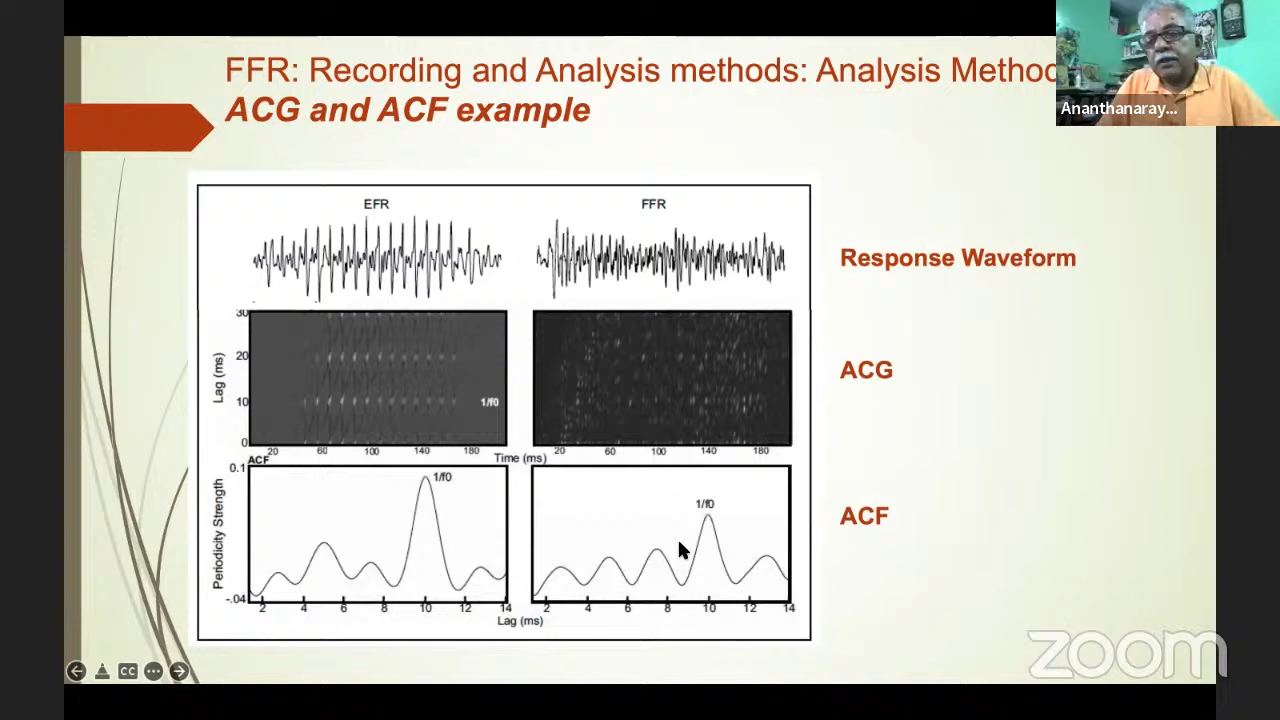 FFR: Recording and Analysis methods: Analysis
ACG and ACF example
Ananthanaray...
EFR
FFR
Response Waveform
30
20
10
0
Lag (ms)
1/f0
ACG
20 60 100 140 180
Time (ms)
20 60 100 140 180
ACF
0.1
-.04
Periodicity Strength
1/f0
1/f0
ACF
2 4 6 8 10 12 14
2 4 6 8 10 12 14
Lag (ms)
CC
zoom